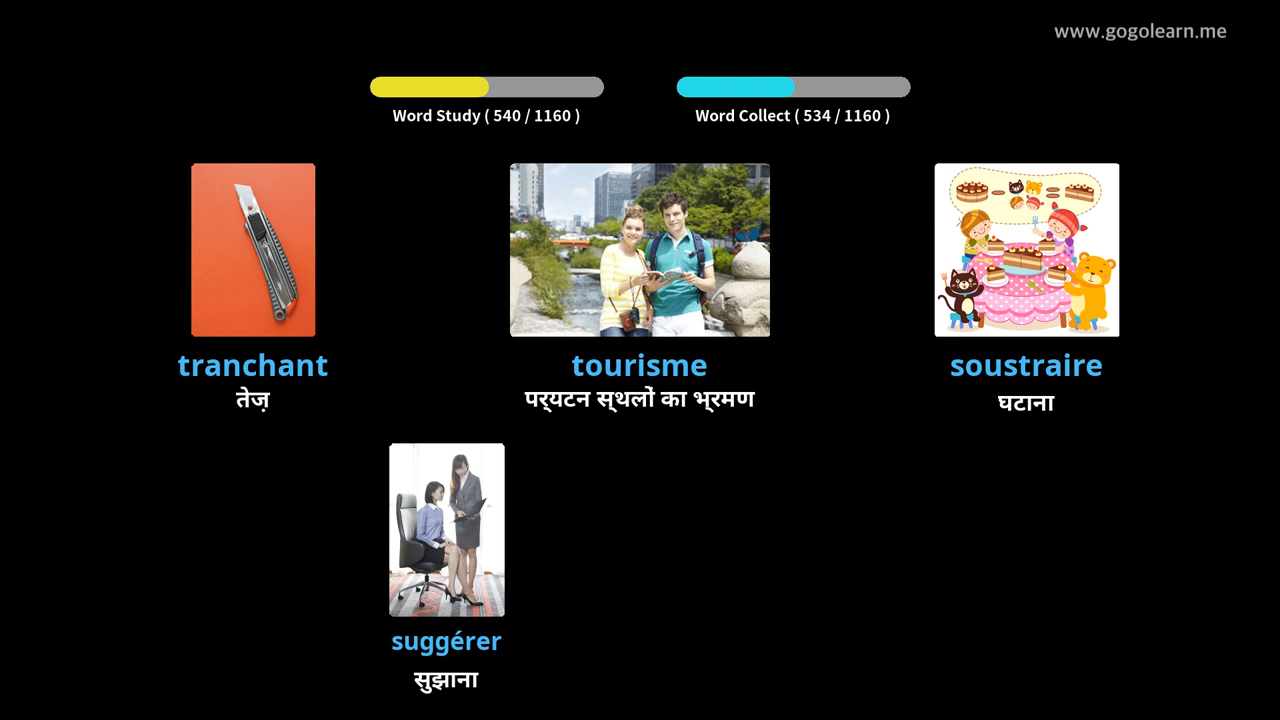 www.gogolearn.me
Word Study ( 540 / 1160 )
Word Collect ( 534 / 1160 )
tranchant
तेज़
tourisme
पर्यटन स्थलों का भ्रमण
soustraire
घटाना
suggérer
सुझाना